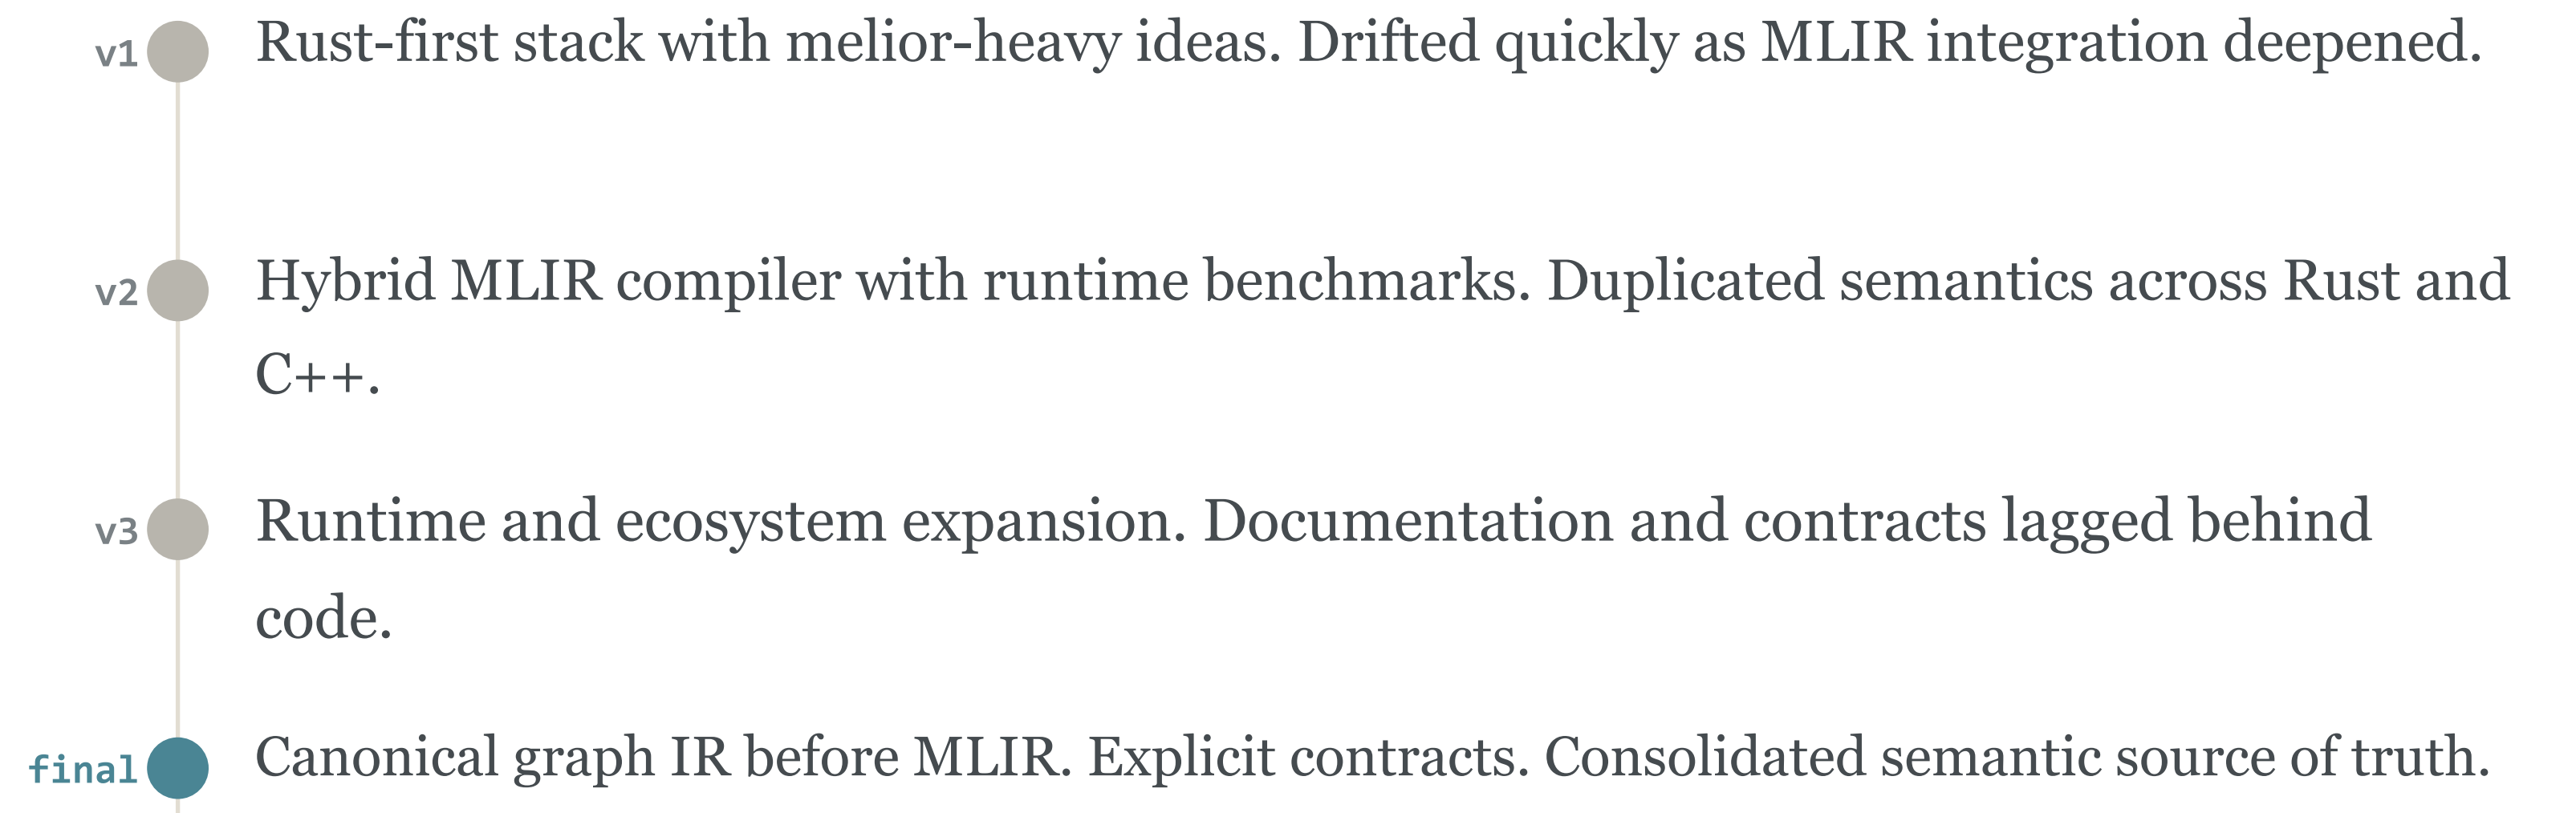 v1 Rust-first stack with melior-heavy ideas. Drifted quickly as MLIR integration deepened.
v2 Hybrid MLIR compiler with runtime benchmarks. Duplicated semantics across Rust and
C++.
v3 Runtime and ecosystem expansion. Documentation and contracts lagged behind
code.
final Canonical graph IR before MLIR. Explicit contracts. Consolidated semantic source of truth.